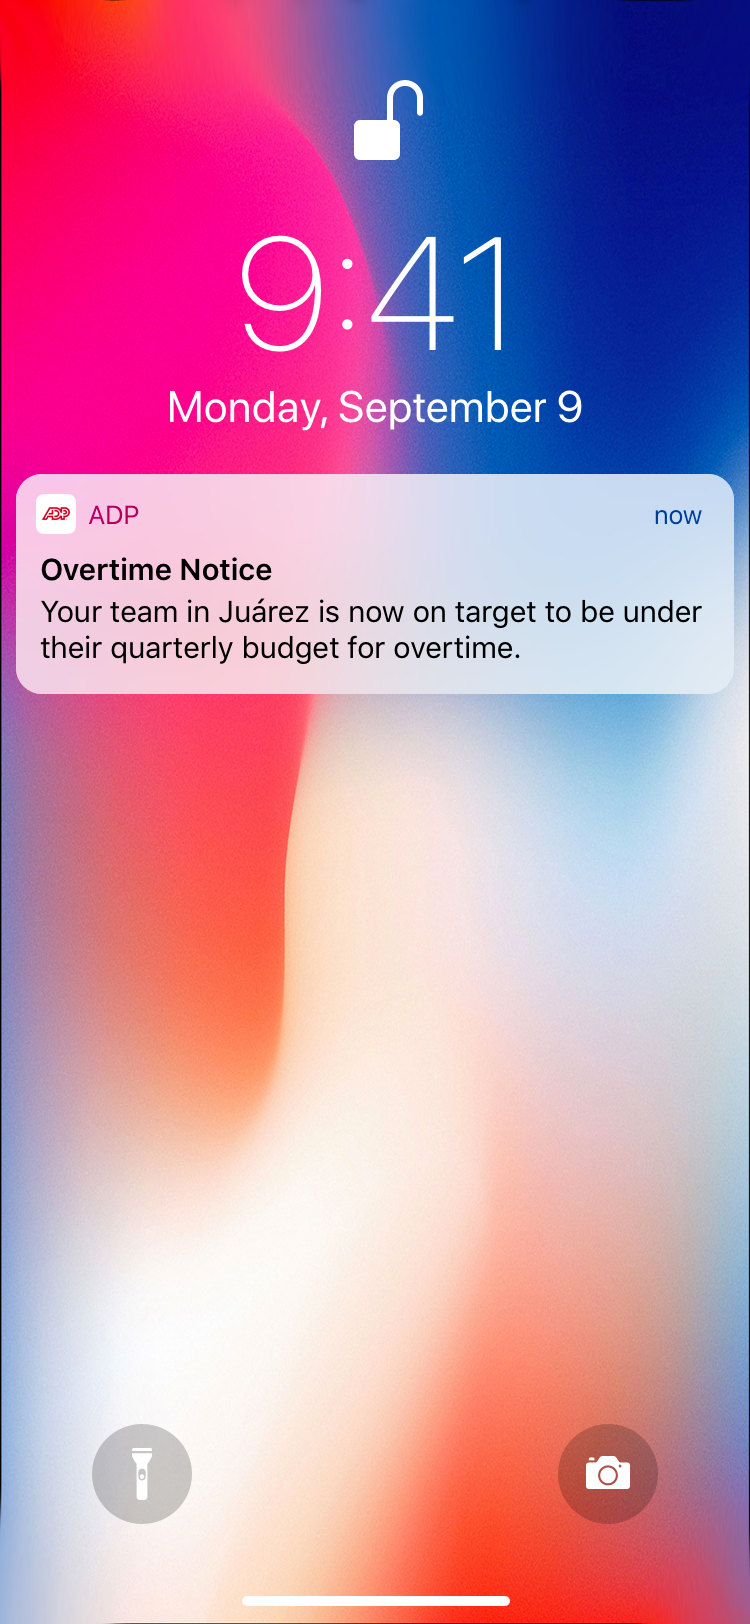 9:41
Monday, September 9
ADP ADP now
Overtime Notice
Your team in Juárez is now on target to be under
their quarterly budget for overtime.